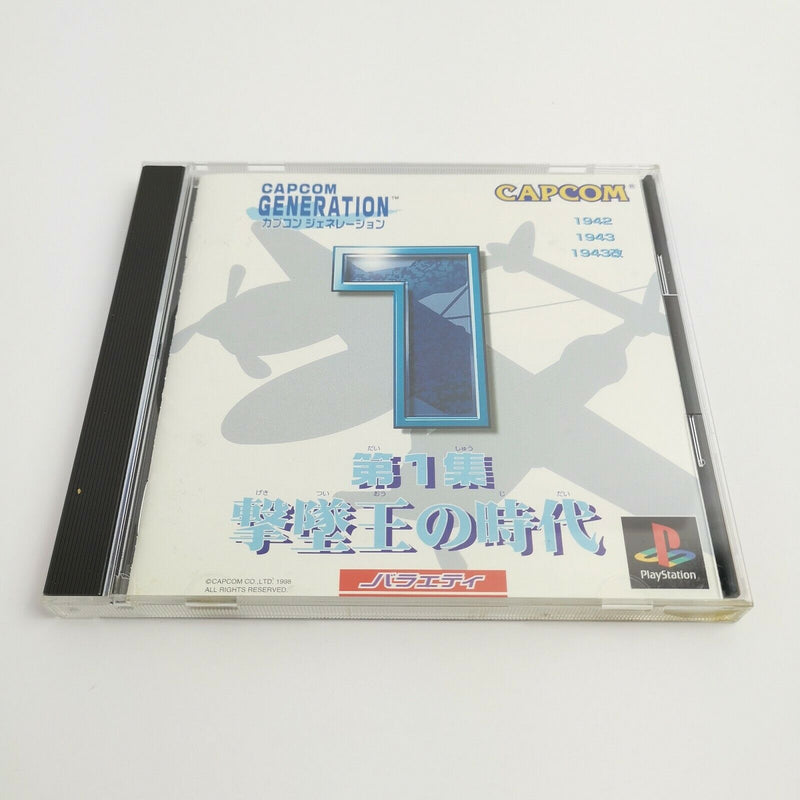 CAPCOM
GENERATION™
カプコン ジェネレーション
CAPCOM®
1942
1943
1943改
1
だい しゅう
第1集
げき つい おう じ だい
撃墜王の時代
©CAPCOM CO.,LTD. 1998
ALL RIGHTS RESERVED.
バラエティ
PlayStation